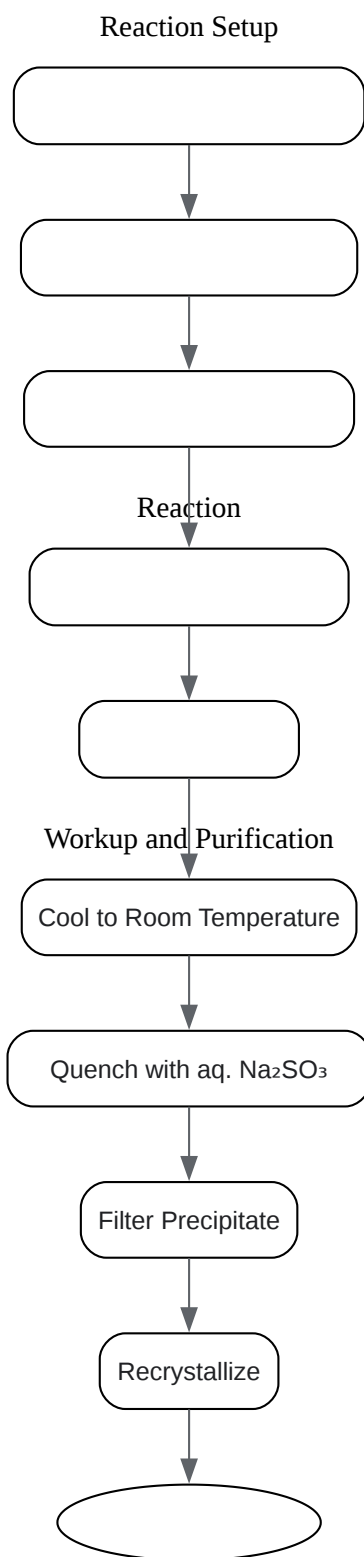 Reaction Setup
Reaction
Workup and Purification
Cool to Room Temperature
Quench with aq. Na₂SO₃
Filter Precipitate
Recrystallize